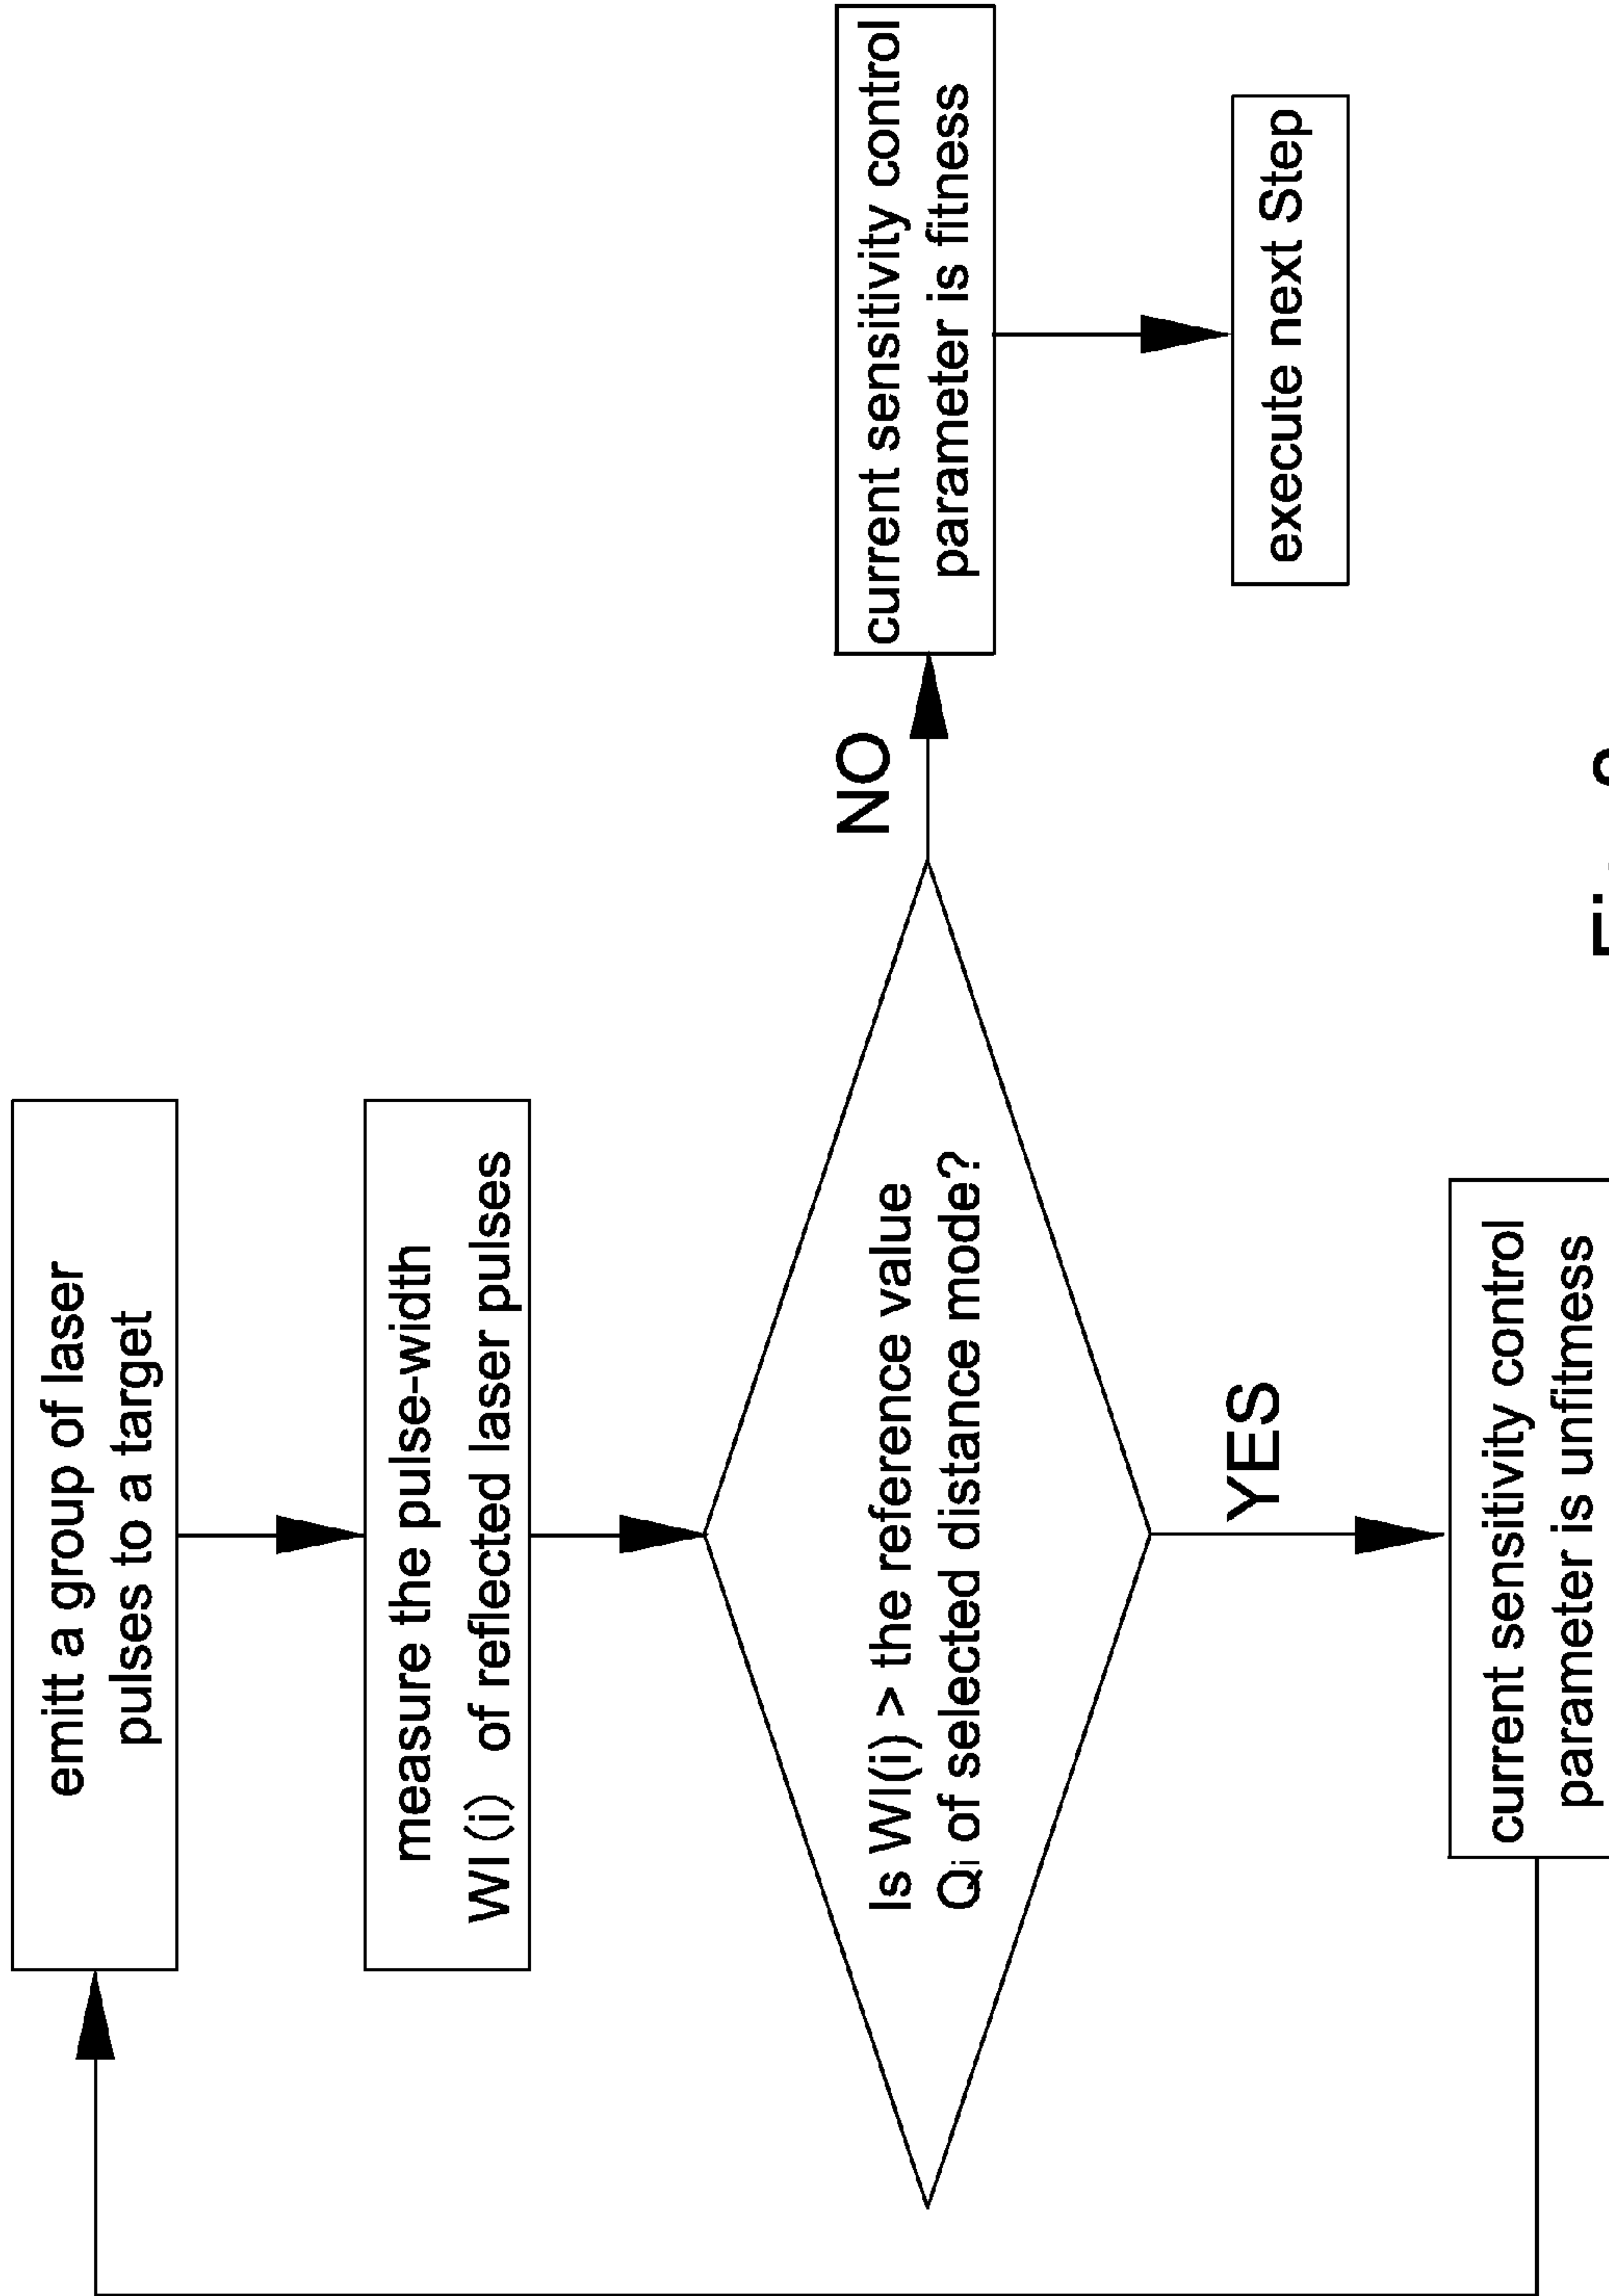 emitt a group of laser
pulses to a target
measure the pulse-width
WI (i) of reflected laser pulses
Is WI(i) > the reference value
Qi of selected distance mode?
NO
current sensitivity control
parameter is fitness
execute next Step
YES
current sensitivity control
parameter is unfitmess